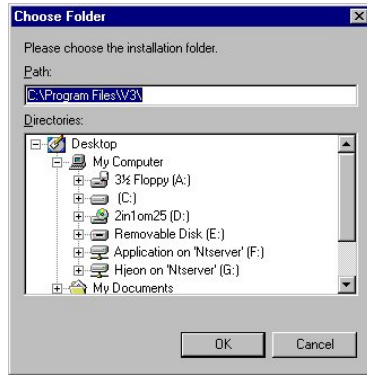 Choose Folder
Please choose the installation folder.
Path:
C:\Program Files\V3\
Directories:
Desktop
My Computer
3½ Floppy (A:)
(C:)
2in1om25 (D:)
Removable Disk (E:)
Application on 'Ntserver' (F:)
Hjeon on 'Ntserver' (G:)
My Documents
OK Cancel